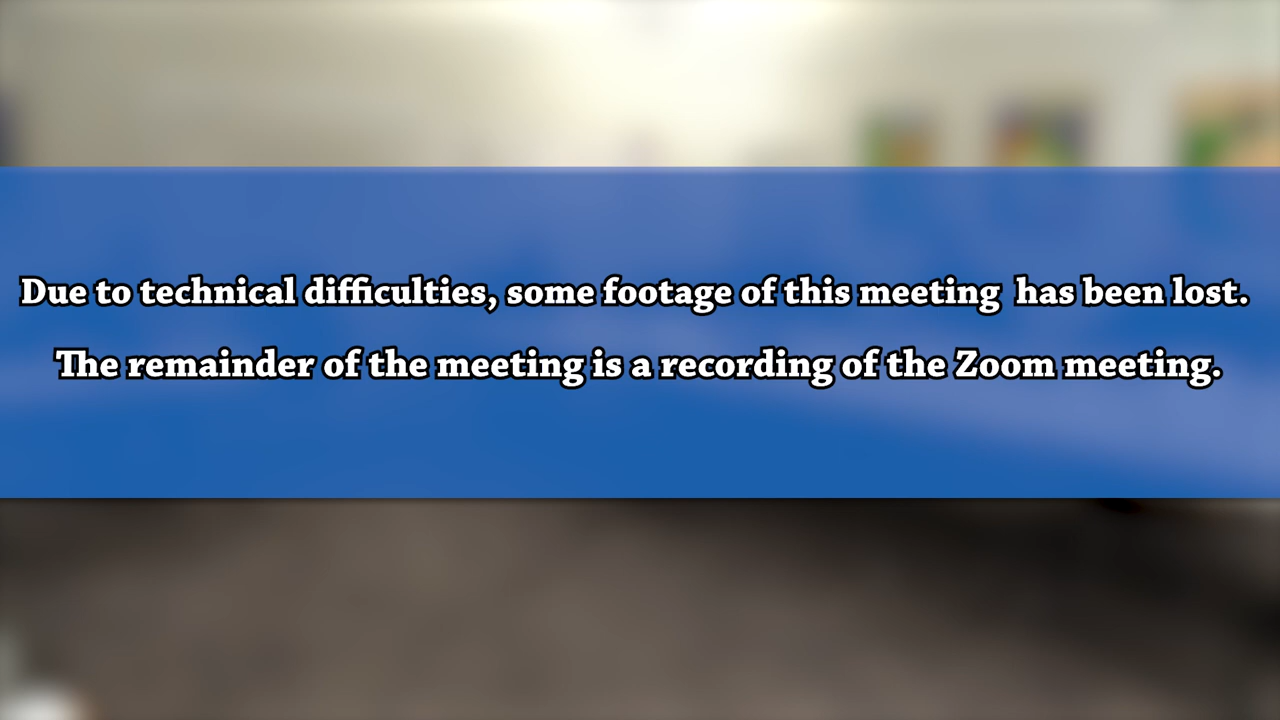 Due to technical difficulties, some footage of this meeting  has been lost.
The remainder of the meeting is a recording of the Zoom meeting.